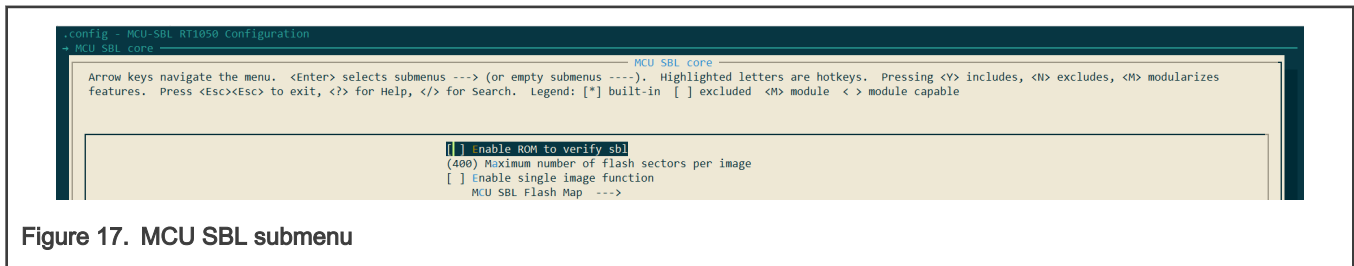 .config - MCU-SBL RT1050 Configuration
→ MCU SBL core
MCU SBL core
Arrow keys navigate the menu. <Enter> selects submenus ---> (or empty submenus ----). Highlighted letters are hotkeys. Pressing <Y> includes, <N> excludes, <M> modularizes
features. Press <Esc><Esc> to exit, <?> for Help, </> for Search. Legend: [*] built-in [ ] excluded <M> module < > module capable
[ ] Enable ROM to verify sbl
(400) Maximum number of flash sectors per image
[ ] Enable single image function
MCU SBL Flash Map --->
Figure 17. MCU SBL submenu